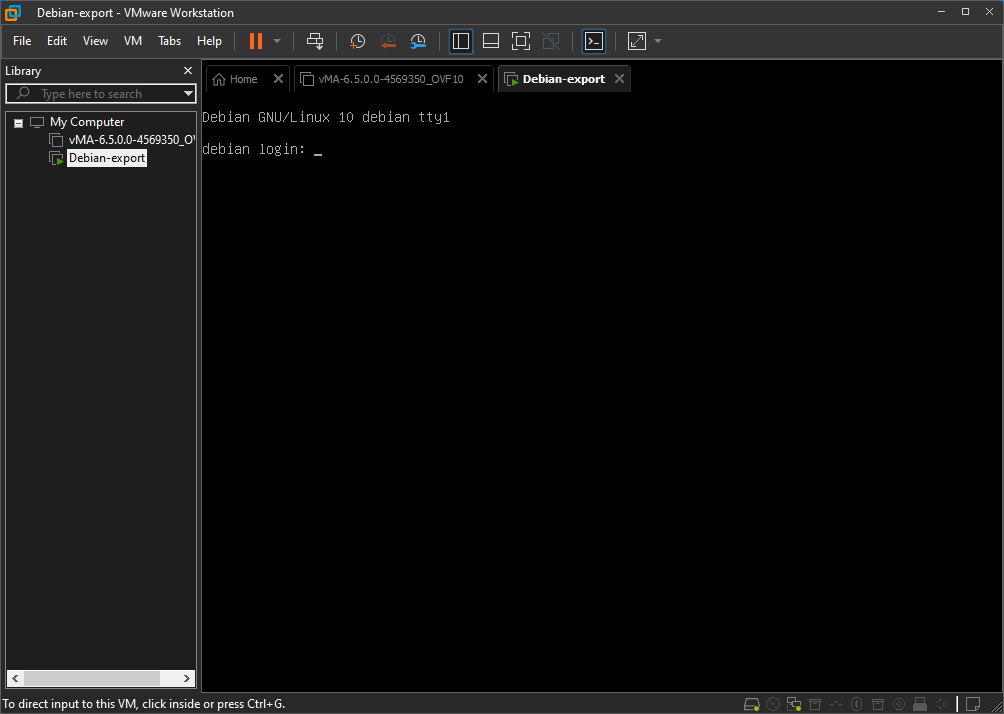 Debian-export - VMware Workstation
File Edit View VM Tabs Help
Library
Type here to search
My Computer
vMA-6.5.0.0-4569350_OV
Debian-export
Home
vMA-6.5.0.0-4569350_OVF10
Debian-export
Debian GNU/Linux 10 debian tty1
debian login: _
To direct input to this VM, click inside or press Ctrl+G.